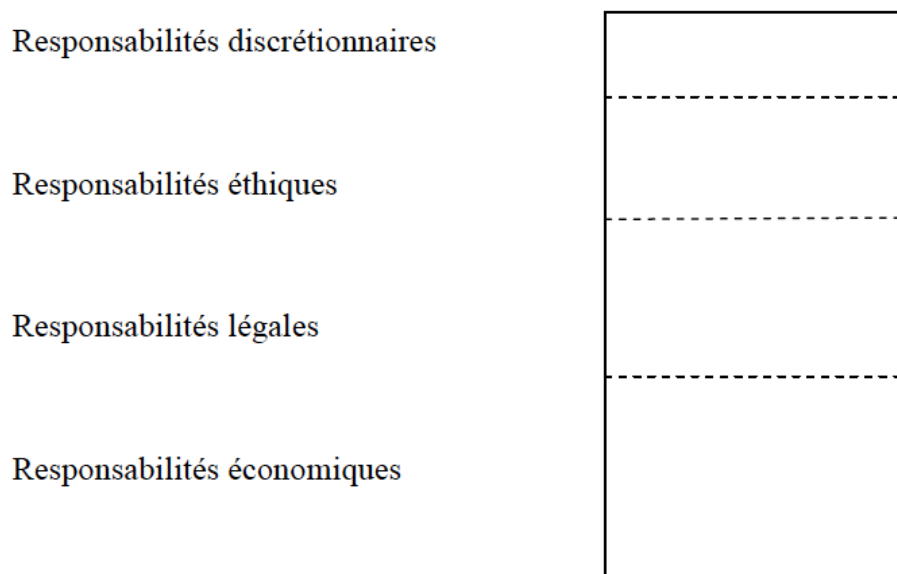 Responsabilités discrétionnaires
Responsabilités éthiques
Responsabilités légales
Responsabilités économiques